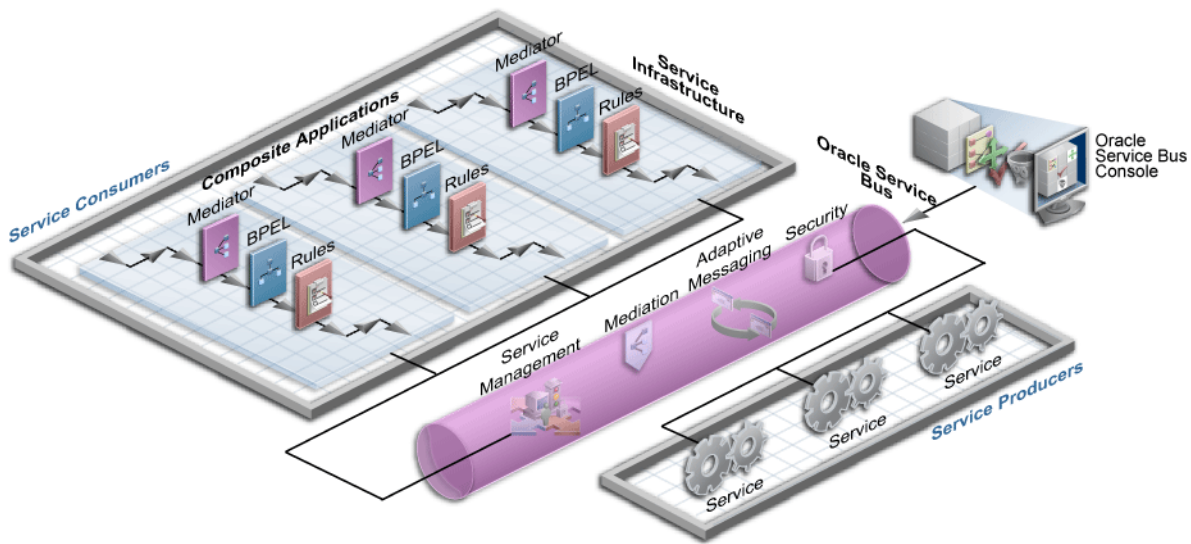 Service Consumers
Composite Applications
Service
Infrastructure
Mediator
BPEL
Rules
Mediator
BPEL
Rules
Mediator
BPEL
Rules
Oracle Service
Bus
Oracle
Service Bus
Console
Security
Adaptive
Messaging
Mediation
Service
Management
Service
Service
Service
Service Producers